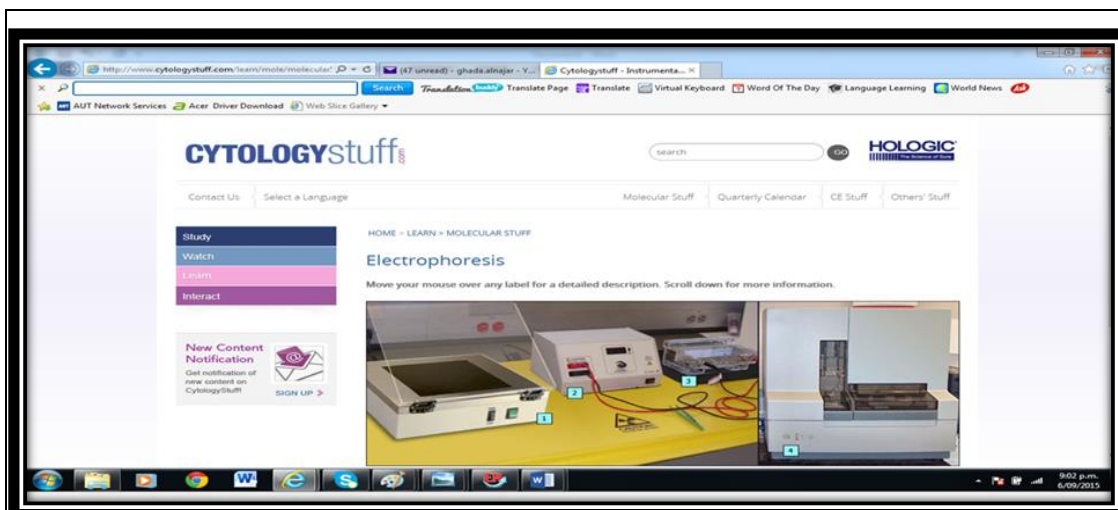 http://www.cytologystuff.com/learn/mole/molecular
(47 unread) - ghada.alnajar - Y...
Cytologystuff - Instrumenta...
Search
Translation buddy
Translate Page
Translate
Virtual Keyboard
Word Of The Day
Language Learning
World News
Ask
AUT Network Services
Acer Driver Download
Web Slice Gallery
CYTOLOGYstuff.com
search
GO
HOLOGIC
The Science of Sure
Contact Us
Select a Language
Molecular Stuff
Quarterly Calendar
CE Stuff
Others' Stuff
Study
Watch
Learn
Interact
HOME > LEARN > MOLECULAR STUFF
Electrophoresis
Move your mouse over any label for a detailed description. Scroll down for more information.
New Content
Notification
Get notification of
new content on
CytologyStuff!
SIGN UP >
1
2
3
4
9:02 p.m.
6/09/2015